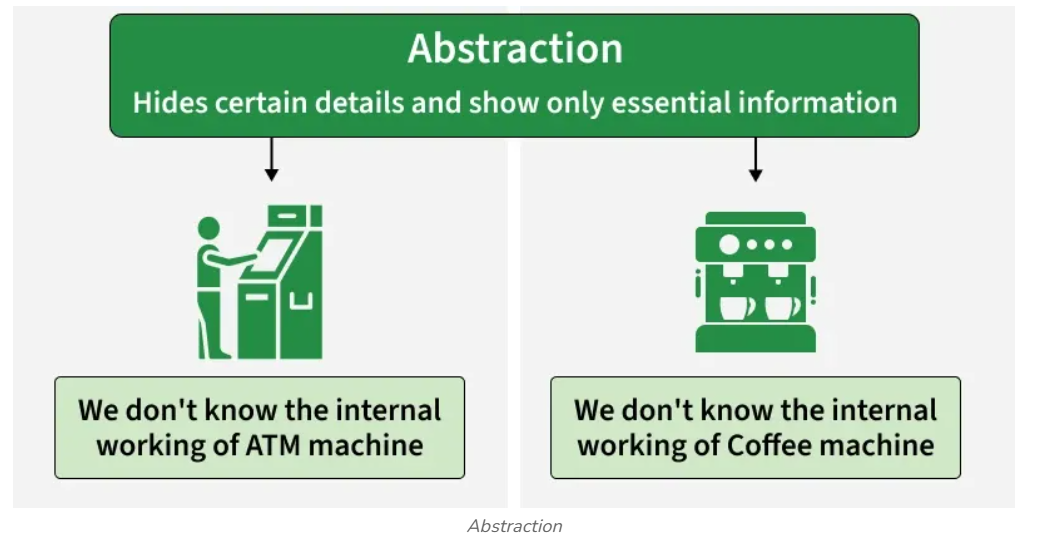 Abstraction
Hides certain details and show only essential information
We don't know the internal
working of ATM machine
We don't know the internal
working of Coffee machine
Abstraction